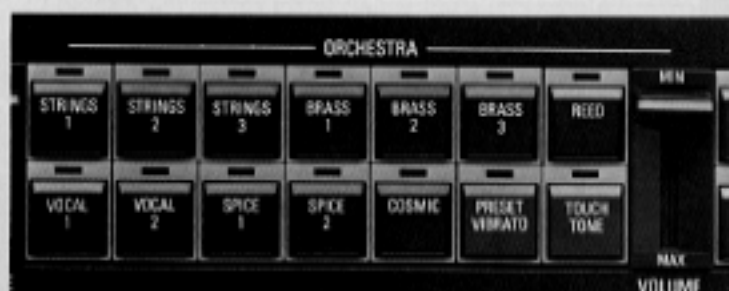 ORCHESTRA
STRINGS 1
STRINGS 2
STRINGS 3
BRASS 1
BRASS 2
BRASS 3
REED
MIN
VOCAL 1
VOCAL 2
SPICE 1
SPICE 2
COSMIC
PRESET VIBRATO
TOUCH TONE
MAX
VOLUME